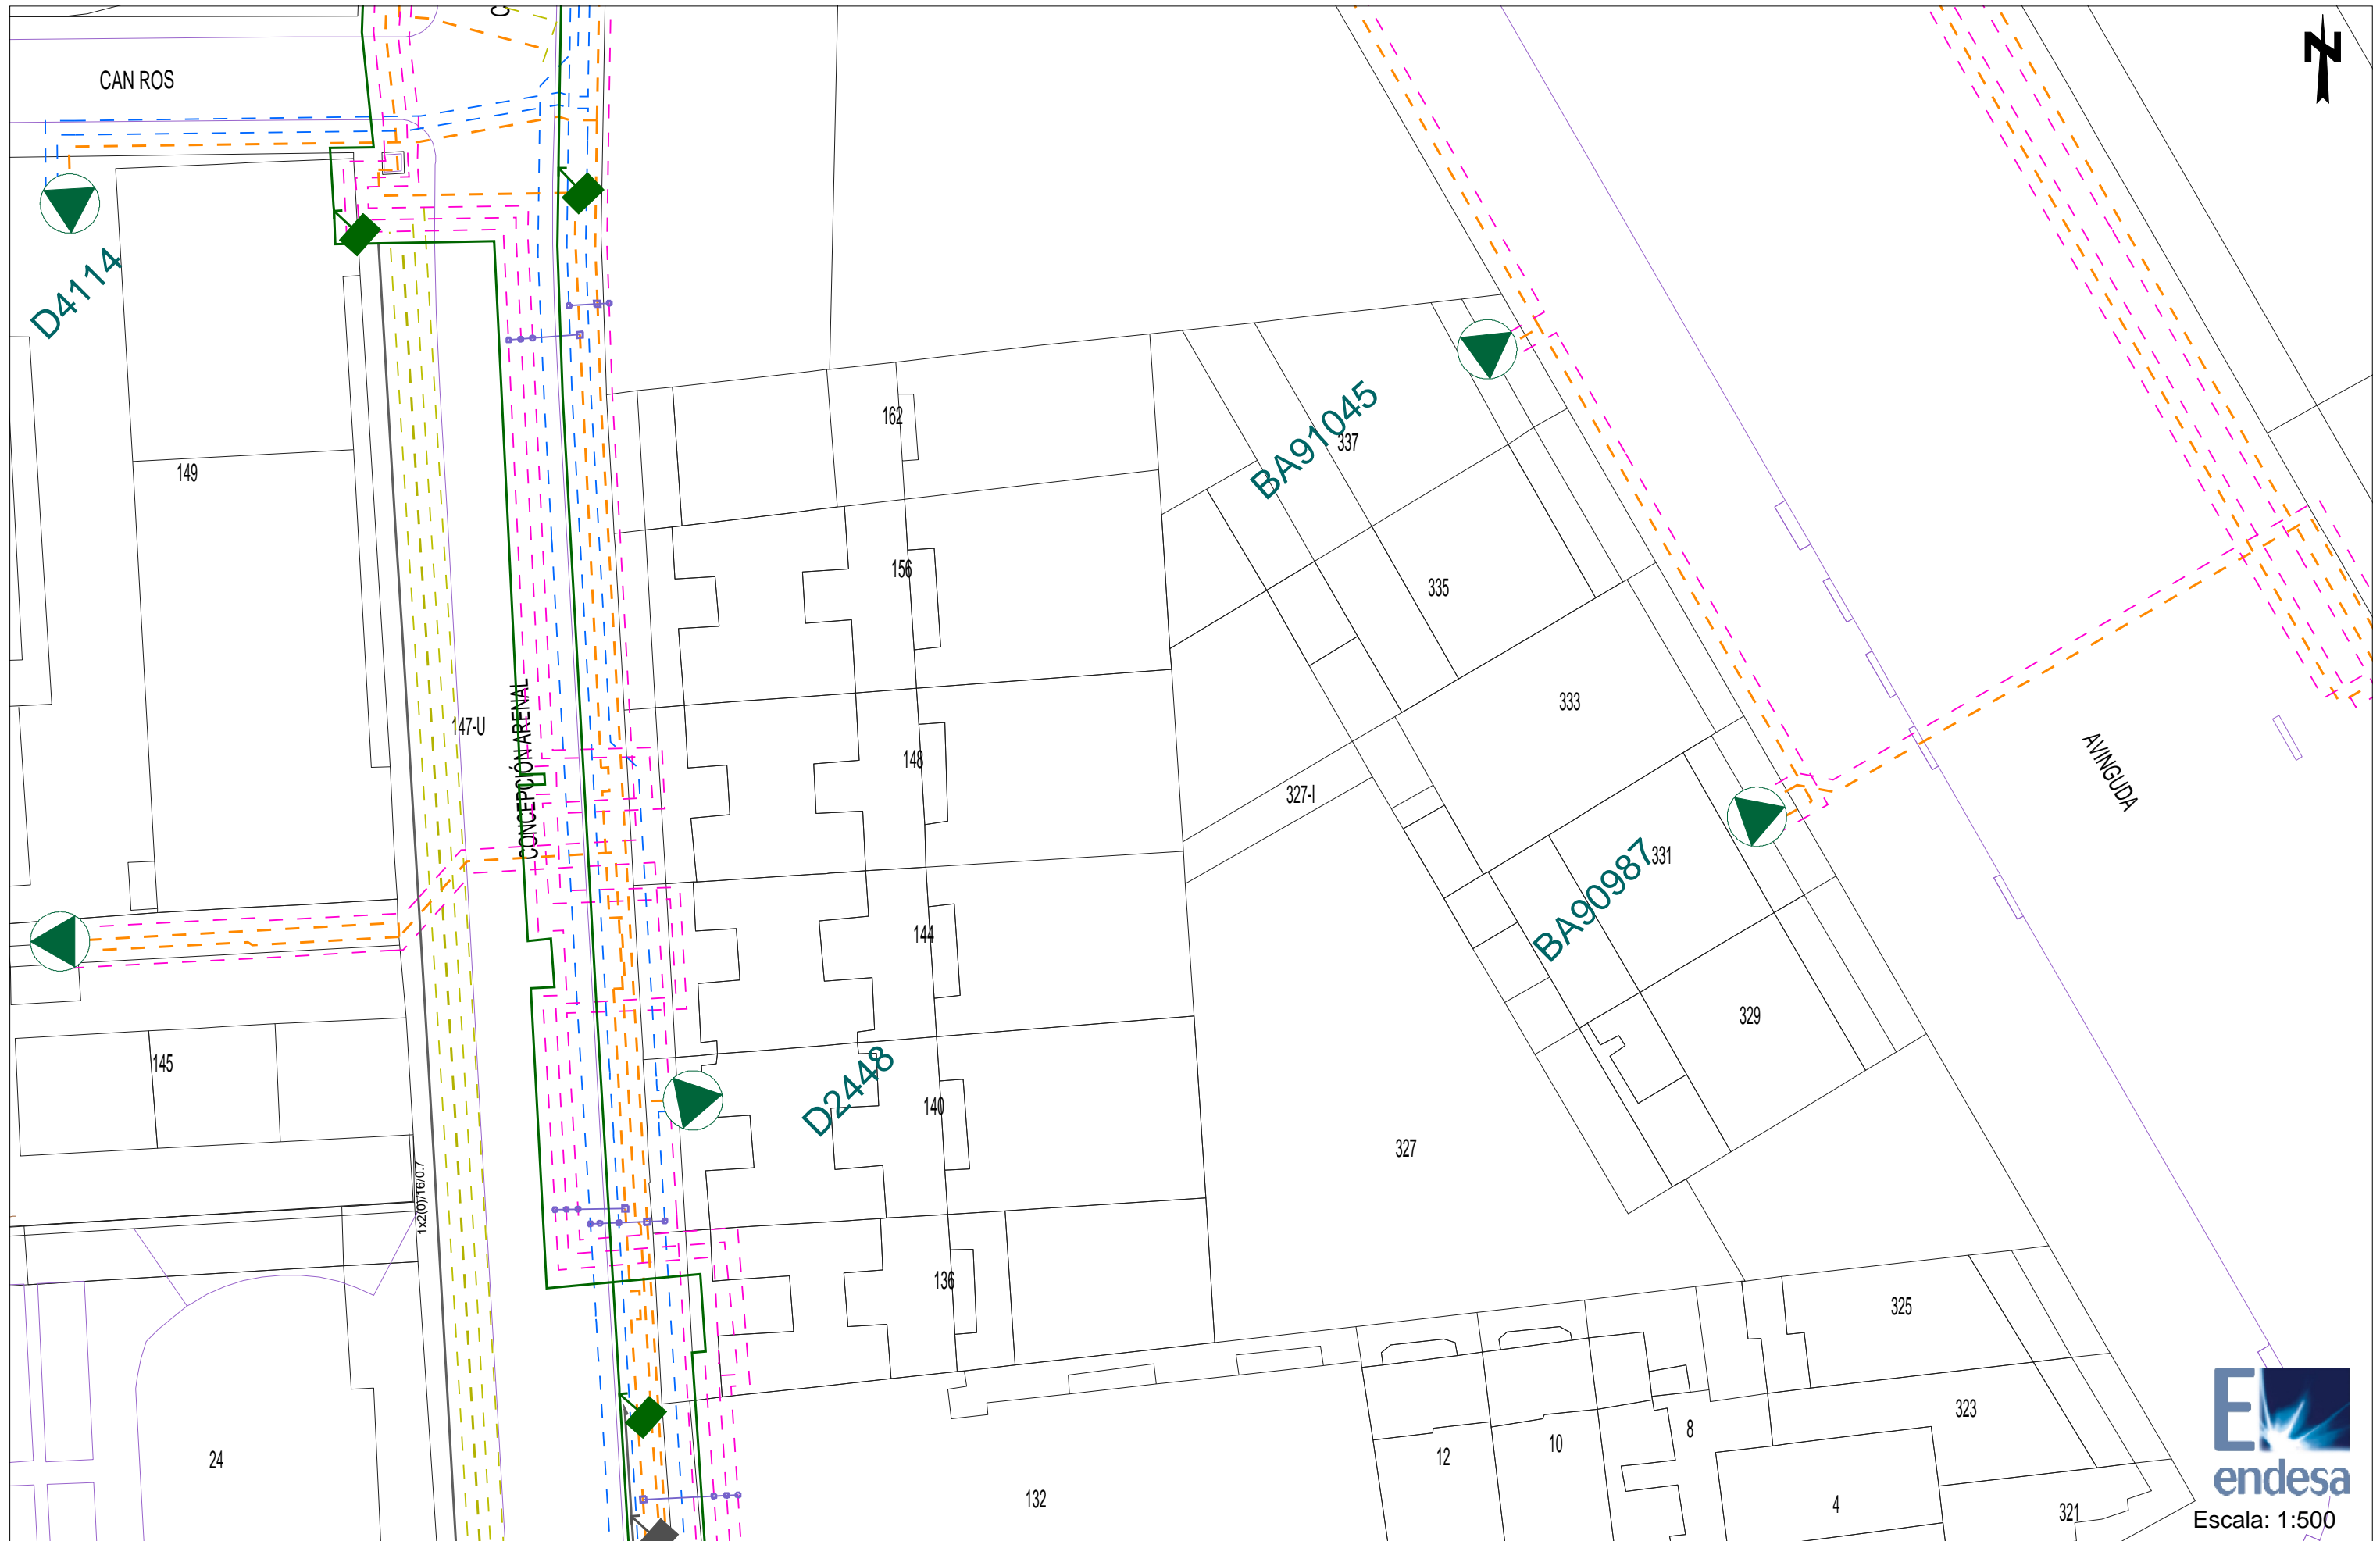 C
CAN ROS
N
D4114
162
BA91045
337
149
156
335
333
147-U
CONCEPCIÓN ARENAL
148
327-I
AVINGUDA
331
BA90987
144
329
145
D2448
140
327
1x2(0)/16/0.7
136
325
323
24
12
10
8
132
4
321
E
endesa
Escala: 1:500